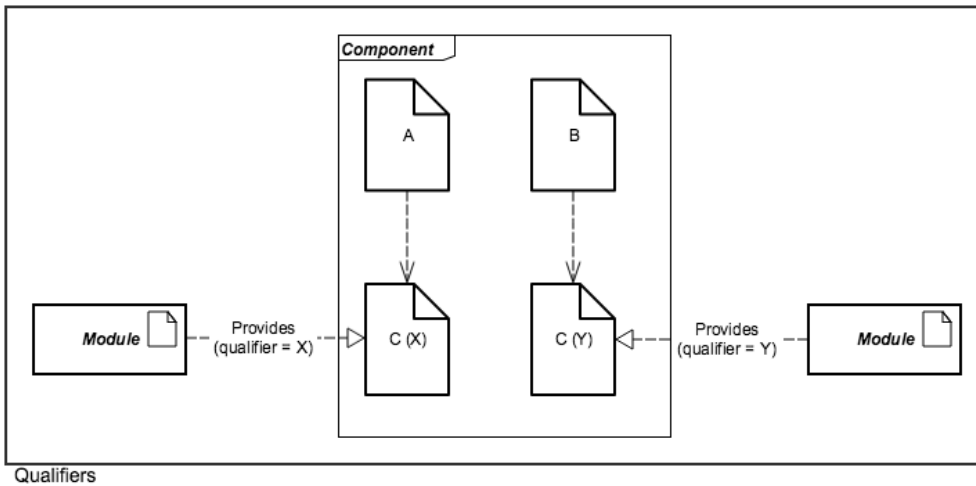 Component
A
B
Module
Provides
(qualifier = X)
C (X)
C (Y)
Provides
(qualifier = Y)
Module
Qualifiers